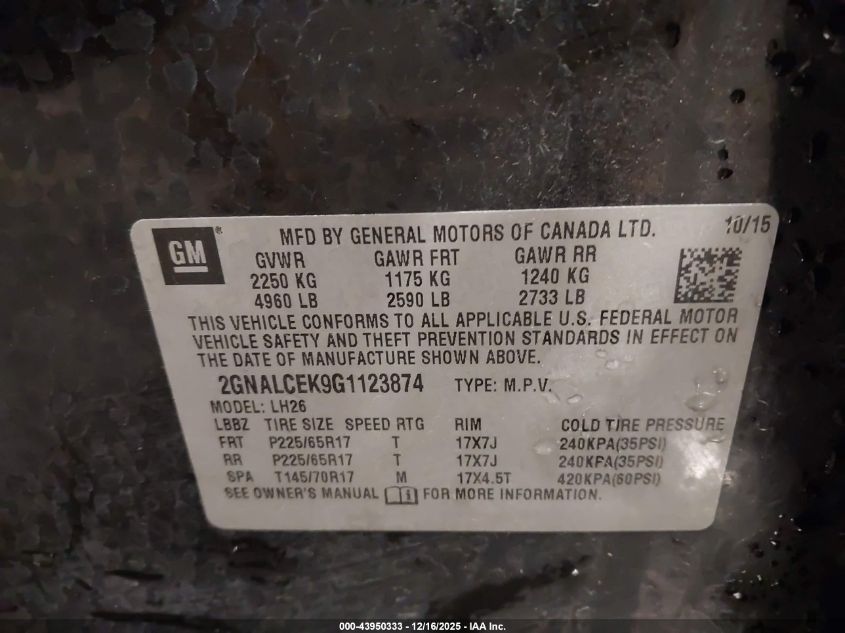 GM ®
MFD BY GENERAL MOTORS OF CANADA LTD. 10/15
GVWR GAWR FRT GAWR RR
2250 KG 1175 KG 1240 KG
4960 LB 2590 LB 2733 LB
THIS VEHICLE CONFORMS TO ALL APPLICABLE U.S. FEDERAL MOTOR
VEHICLE SAFETY AND THEFT PREVENTION STANDARDS IN EFFECT ON
THE DATE OF MANUFACTURE SHOWN ABOVE.
2GNALCEK9G1123874 TYPE: M.P.V.
MODEL: LH26
LBBZ TIRE SIZE SPEED RTG RIM COLD TIRE PRESSURE
FRT P225/65R17 T 17X7J 240KPA(35PSI)
RR P225/65R17 T 17X7J 240KPA(35PSI)
SPA T145/70R17 M 17X4.5T 420KPA(60PSI)
SEE OWNER'S MANUAL FOR MORE INFORMATION.
000-43950333 - 12/16/2025 - IAA Inc.